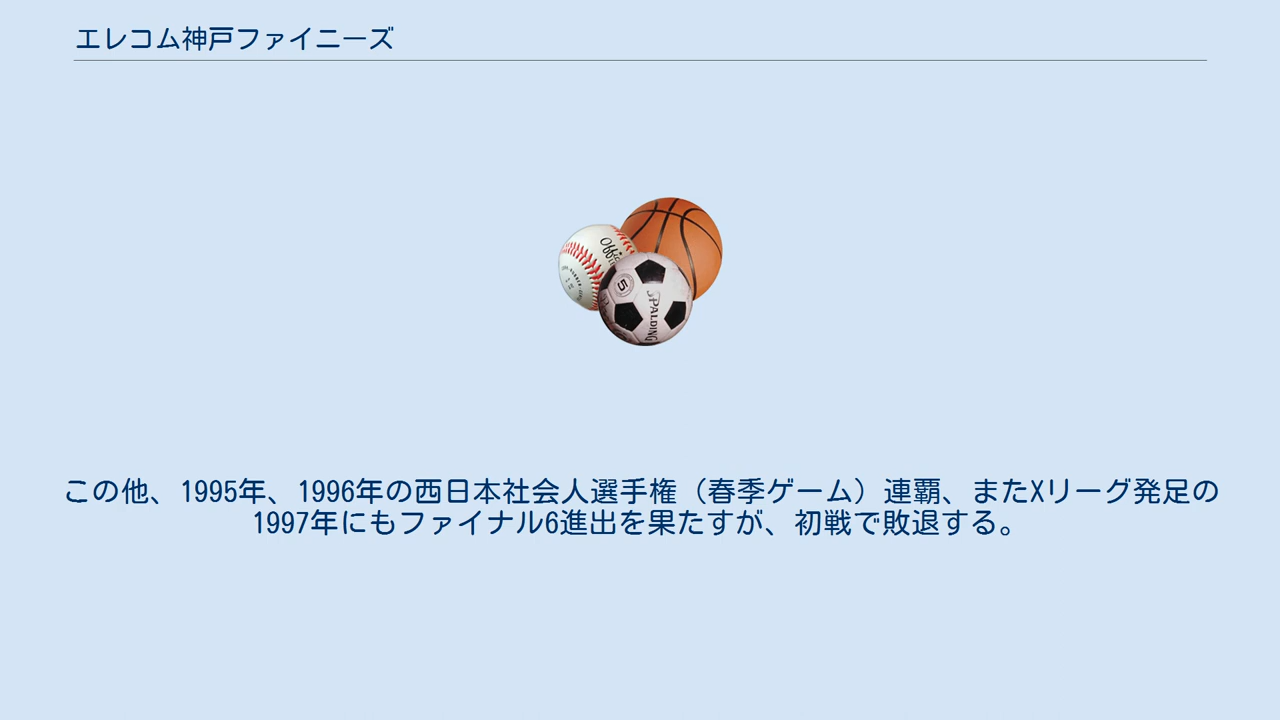 エレコム神戸ファイニーズ
Offic
5
SPALDING
この他、1995年、1996年の西日本社会人選手権（春季ゲーム）連覇、またXリーグ発足の
1997年にもファイナル6進出を果たすが、初戦で敗退する。